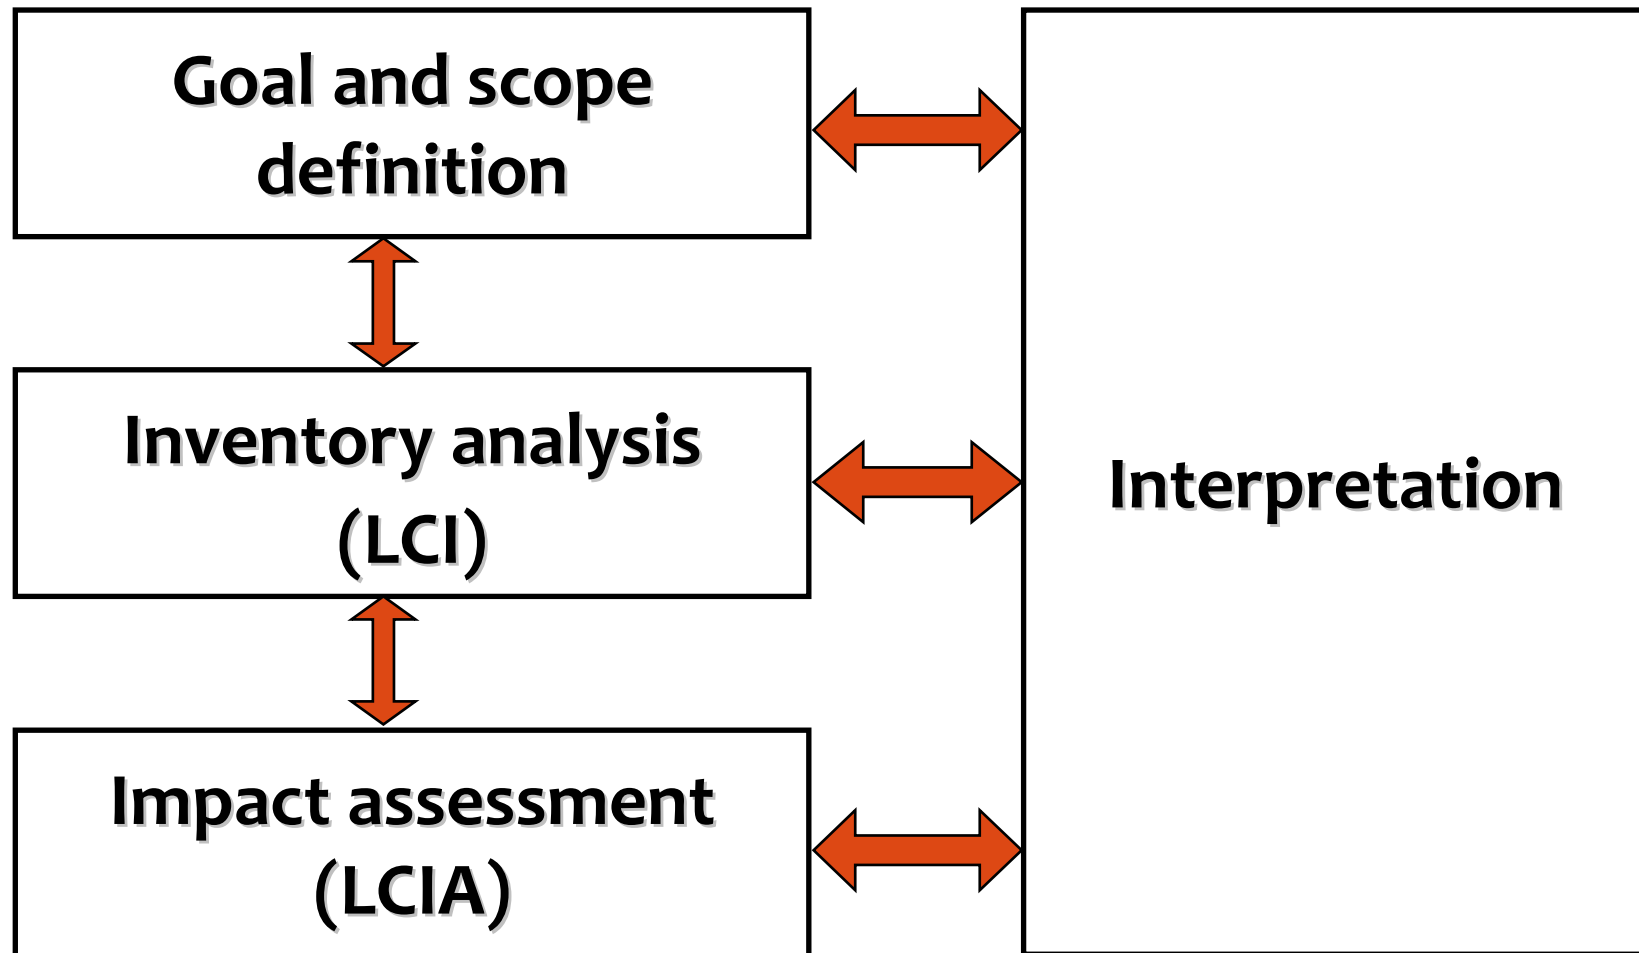 Goal and scope
definition
Inventory analysis
(LCI)
Interpretation
Impact assessment
(LCIA)